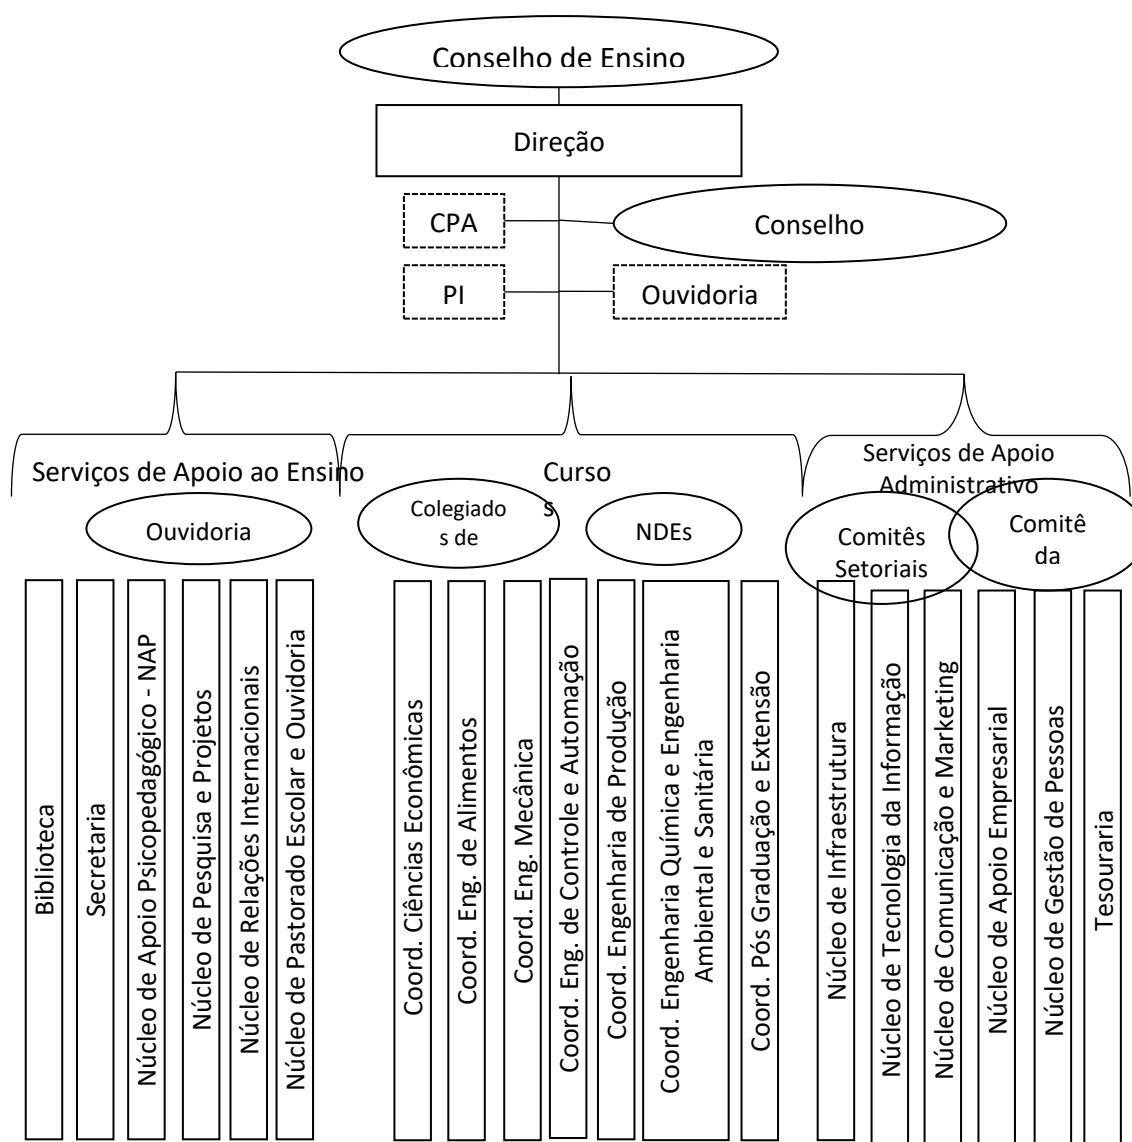 Conselho de Ensino
Direção
CPA
Conselho
PI
Ouvidoria
Serviços de Apoio ao Ensino
Curso
s
Serviços de Apoio
Administrativo
Ouvidoria
Colegiado
s de
NDEs
Comitês
Setoriais
Comitê
da
Biblioteca
Secretaria
Núcleo de Apoio Psicopedagógico - NAP
Núcleo de Pesquisa e Projetos
Núcleo de Relações Internacionais
Núcleo de Pastorado Escolar e Ouvidoria
Coord. Ciências Econômicas
Coord. Eng. de Alimentos
Coord. Eng. Mecânica
Coord. Eng. de Controle e Automação
Coord. Engenharia de Produção
Coord. Engenharia Química e Engenharia
Ambiental e Sanitária
Coord. Pós Graduação e Extensão
Núcleo de Infraestrutura
Núcleo de Tecnologia da Informação
Núcleo de Comunicação e Marketing
Núcleo de Apoio Empresarial
Núcleo de Gestão de Pessoas
Tesouraria